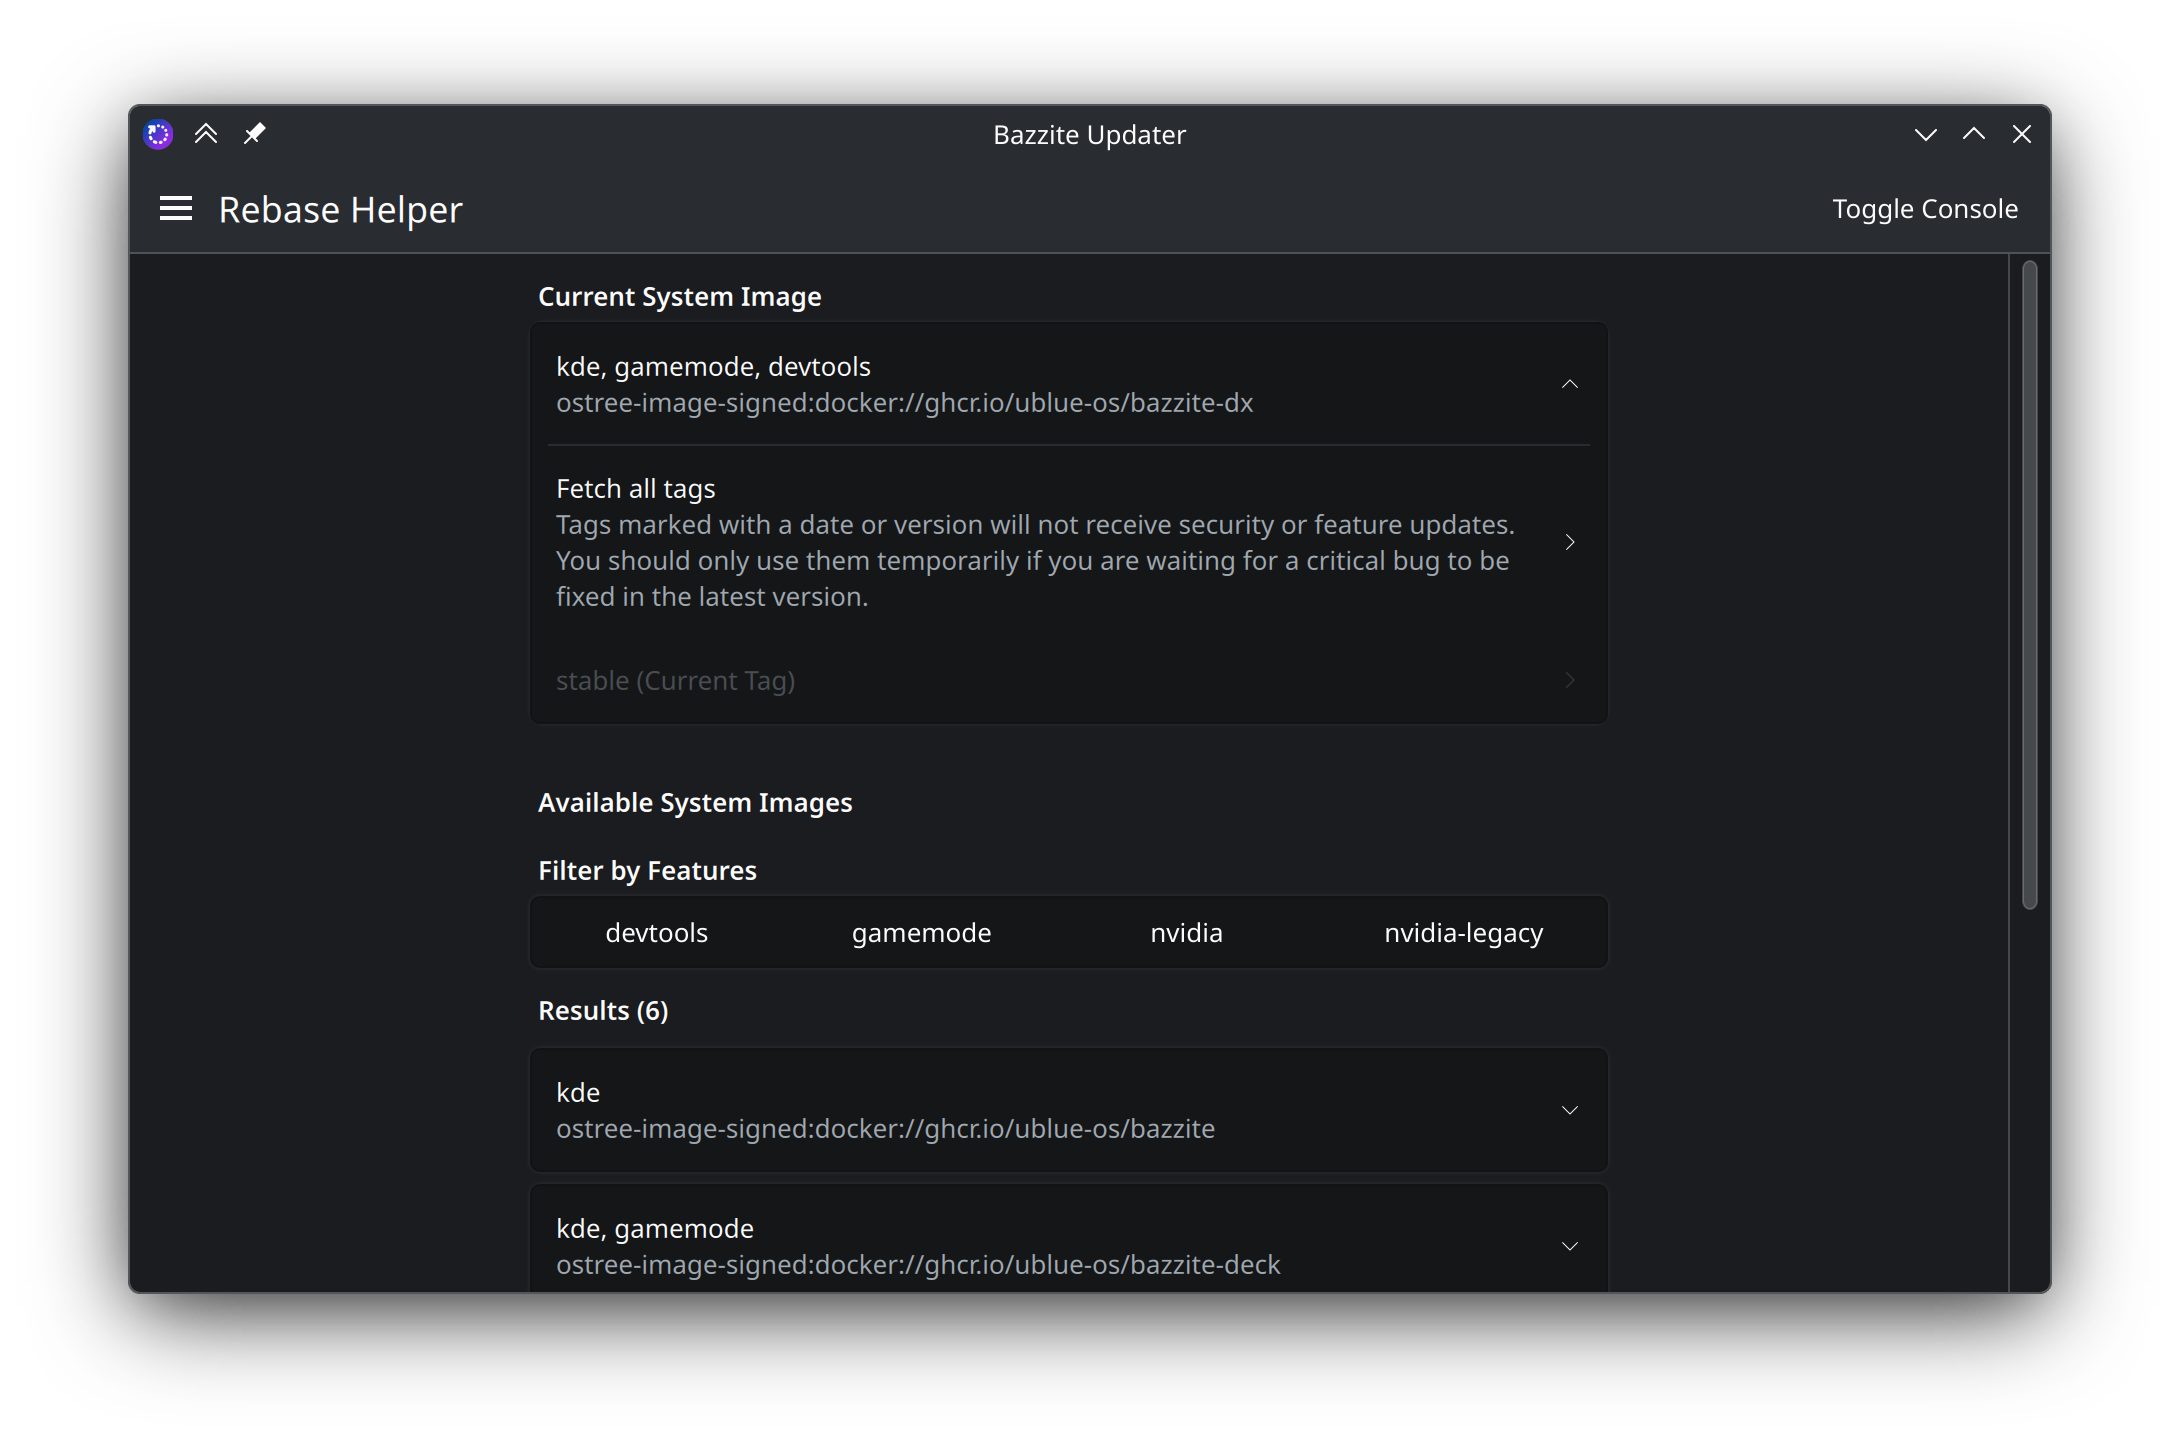 Bazzite Updater
Rebase Helper
Toggle Console
Current System Image
kde, gamemode, devtools
ostree-image-signed:docker://ghcr.io/ublue-os/bazzite-dx
Fetch all tags
Tags marked with a date or version will not receive security or feature updates.
You should only use them temporarily if you are waiting for a critical bug to be
fixed in the latest version.
stable (Current Tag)
Available System Images
Filter by Features
devtools gamemode nvidia nvidia-legacy
Results (6)
kde
ostree-image-signed:docker://ghcr.io/ublue-os/bazzite
kde, gamemode
ostree-image-signed:docker://ghcr.io/ublue-os/bazzite-deck